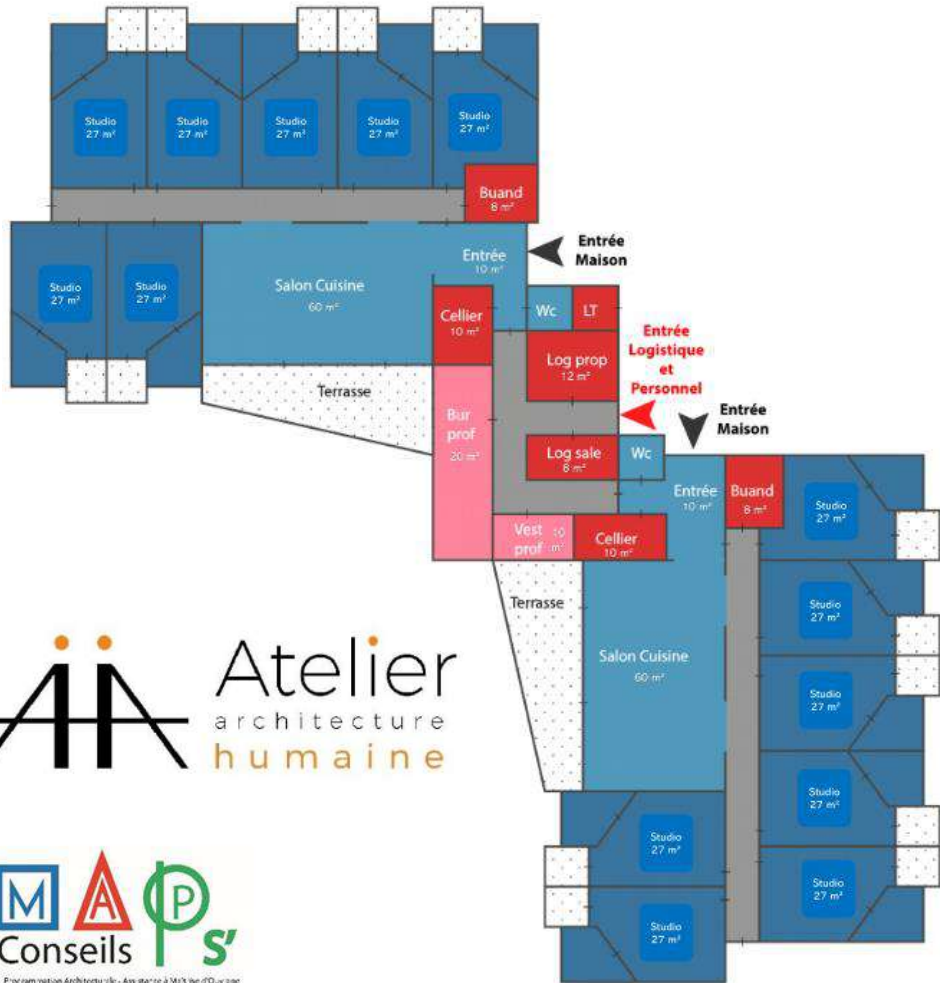 Studio
27 m²
Studio
27 m²
Studio
27 m²
Studio
27 m²
Studio
27 m²
Buand
8 m²
Studio
27 m²
Studio
27 m²
Salon Cuisine
60 m²
Entrée
10 m²
Entrée
Maison
Cellier
10 m²
Wc
LT
Log prop
12 m²
Entrée
Logistique
et
Personnel
Terrasse
Bur
prof
20 m²
Entrée
Maison
Log sale
8 m²
Wc
Entrée
10 m²
Buand
8 m²
Studio
27 m²
Vest
prof
Cellier
10 m²
Terrasse
Studio
27 m²
Salon Cuisine
60 m²
Studio
27 m²
Studio
27 m²
Studio
27 m²
Studio
27 m²
Studio
27 m²
Atelier
architecture
humaine
MAPs'
Conseils
Programmation Architecturale - Assistance à